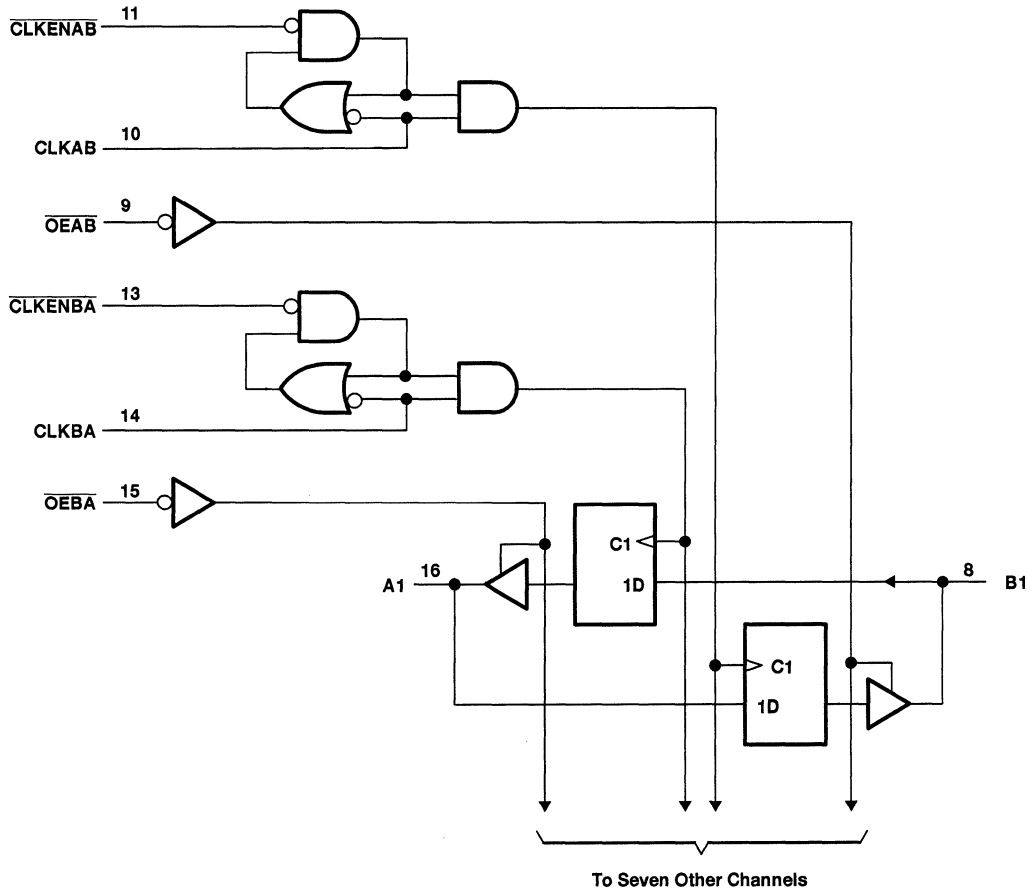 CLKENAB 11
CLKAB 10
OEAB 9
CLKENBA 13
CLKBA 14
OEBA 15
C1
A1 16
1D
8 B1
C1
1D
To Seven Other Channels